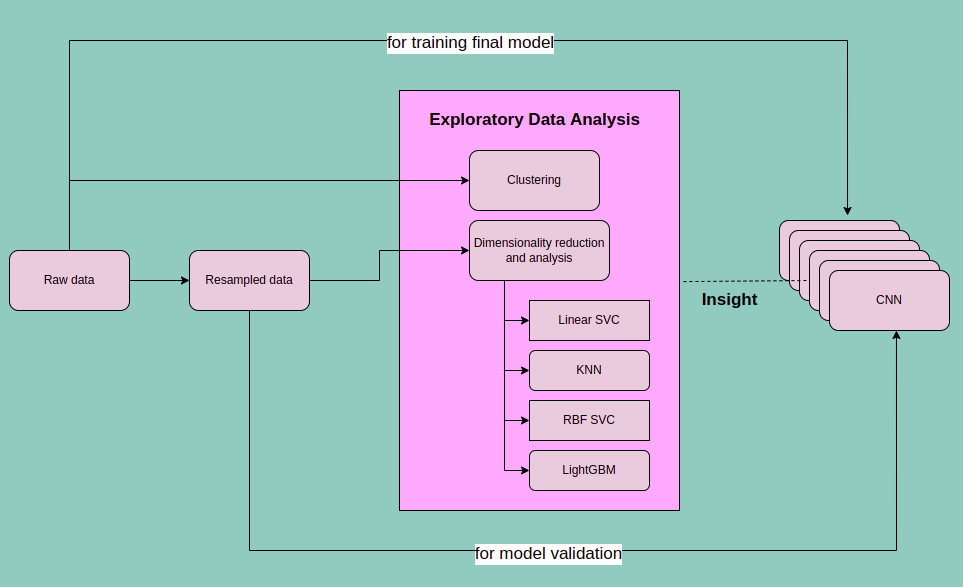 for training final model
Exploratory Data Analysis
Clustering
Dimensionality reduction
and analysis
Raw data
Resampled data
Linear SVC
KNN
RBF SVC
LightGBM
Insight
CNN
for model validation